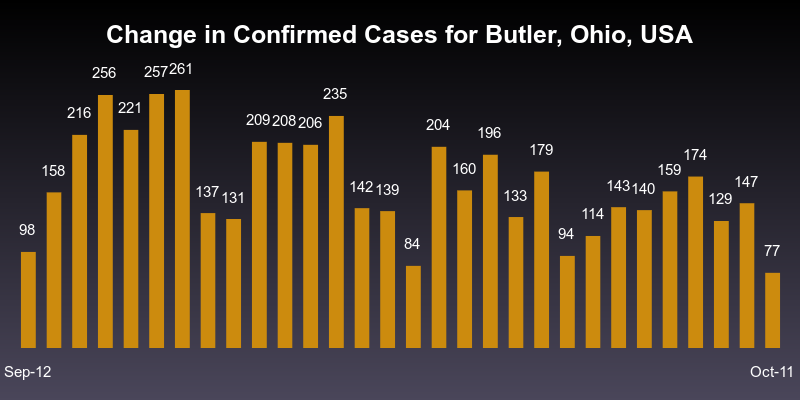 Change in Confirmed Cases for Butler, Ohio, USA
98 158 216 256 221 257 261 137 131 209 208 206 235 142 139 84 204 160 196 133 179 94 114 143 140 159 174 129 147 77
Sep-12 Oct-11